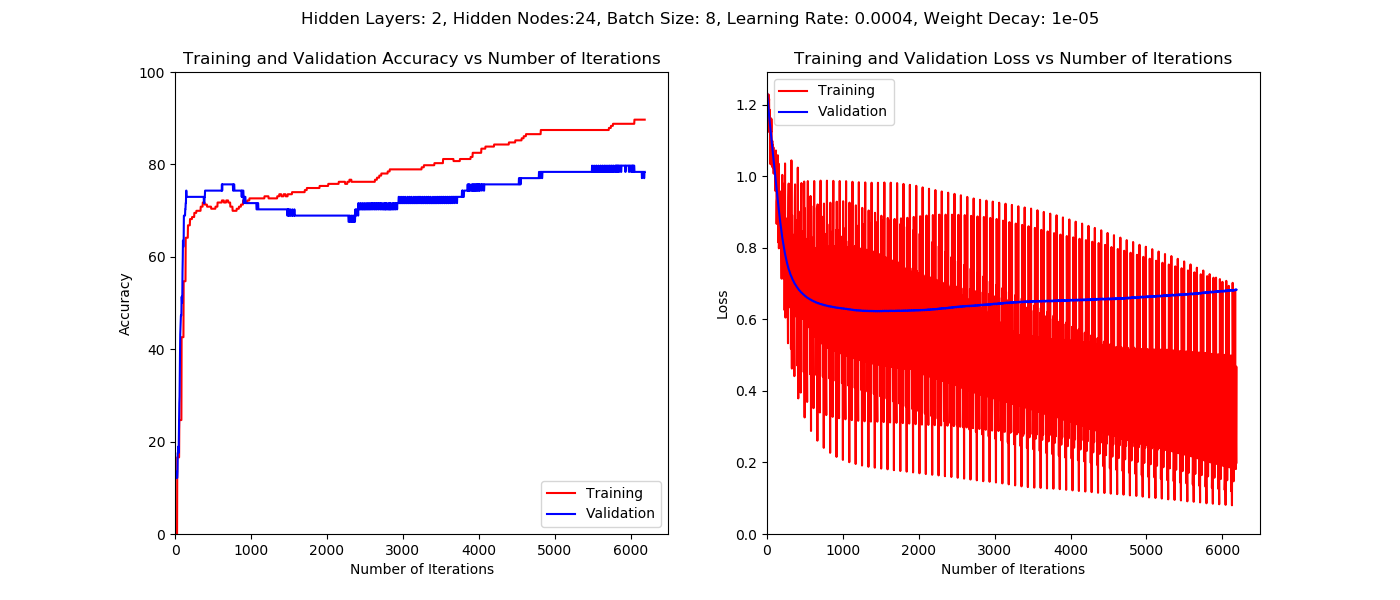 Hidden Layers: 2, Hidden Nodes:24, Batch Size: 8, Learning Rate: 0.0004, Weight Decay: 1e-05
Training and Validation Accuracy vs Number of Iterations
100
80
60
40
20
0
Accuracy
0 1000 2000 3000 4000 5000 6000
Number of Iterations
Training
Validation
Training and Validation Loss vs Number of Iterations
Training
Validation
1.2
1.0
0.8
0.6
0.4
0.2
0.0
Loss
0 1000 2000 3000 4000 5000 6000
Number of Iterations